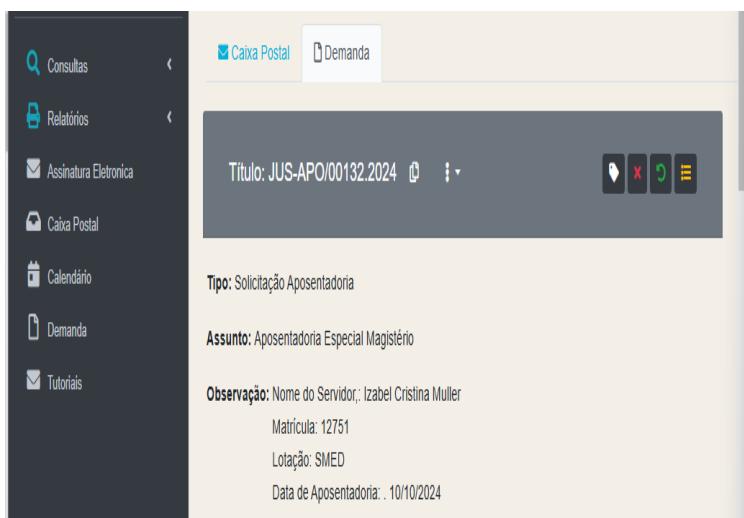 Consultas
Relatórios
Assinatura Eletronica
Caixa Postal
Calendário
Demanda
Tutoriais
Caixa Postal
Demanda
Título: JUS-APO/00132.2024
Tipo: Solicitação Aposentadoria
Assunto: Aposentadoria Especial Magistério
Observação: Nome do Servidor,: Izabel Cristina Muller
Matrícula: 12751
Lotação: SMED
Data de Aposentadoria: . 10/10/2024